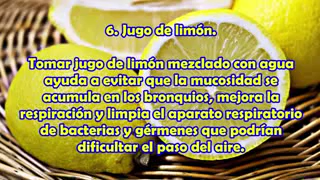 6. Jugo de limón.
Tomar jugo de limón mezclado con agua
ayuda a evitar que la mucosidad se
acumula en los bronquios, mejora la
respiración y limpia el aparato respiratorio
de bacterias y gérmenes que podrían
dificultar el paso del aire.